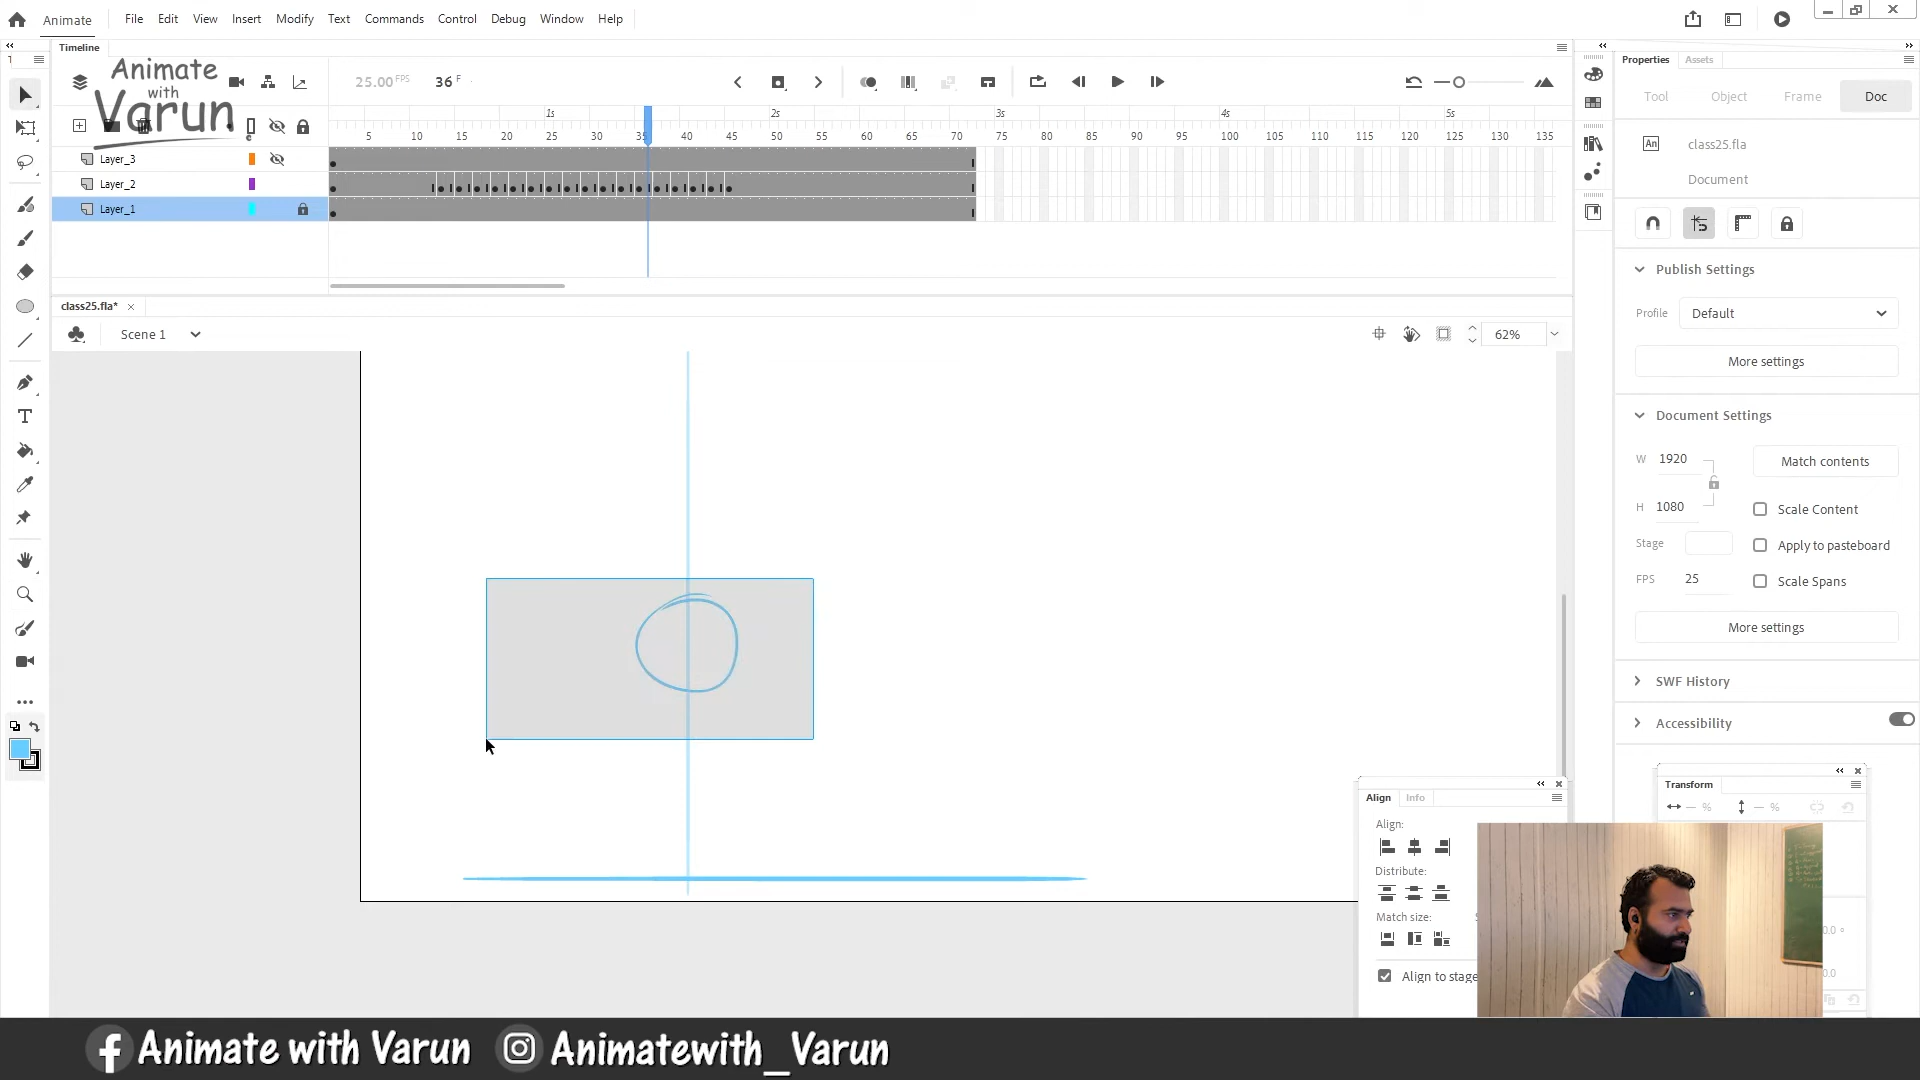 Animate File Edit View Insert Modify Text Commands Control Debug Window Help
Timeline
Properties Assets
Animate
with
Varun
25.00 FPS 36 F
Tool Object Frame Doc
1s 2s 3s 4s 5s
5 10 15 20 25 30 35 40 45 50 55 60 65 70 75 80 85 90 95 100 105 110 115 120 125 130 135
Layer_3
Layer_2
Layer_1
An class25.fla
Document
Publish Settings
Profile Default
More settings
class25.fla* ×
Scene 1
62%
Document Settings
W 1920 Match contents
H 1080 Scale Content
Stage Apply to pasteboard
FPS 25 Scale Spans
More settings
SWF History
Accessibility
Transform
— % — %
Align Info
Align:
Distribute:
Match size:
Align to stage
Animate with Varun Animatewith_Varun